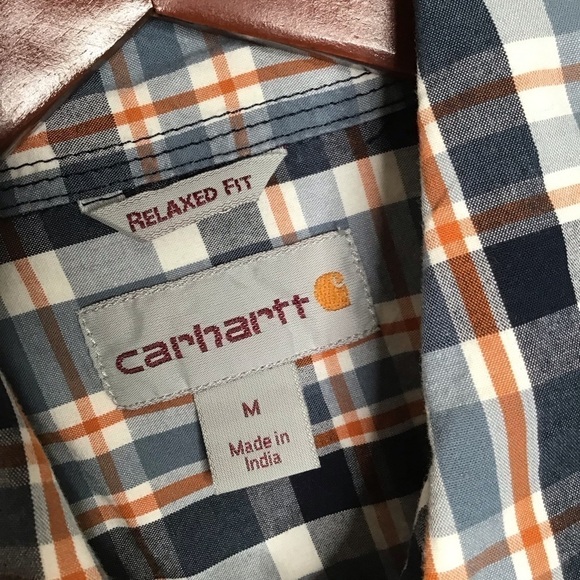 RELAXED FIT
carhartt
M
Made in
India